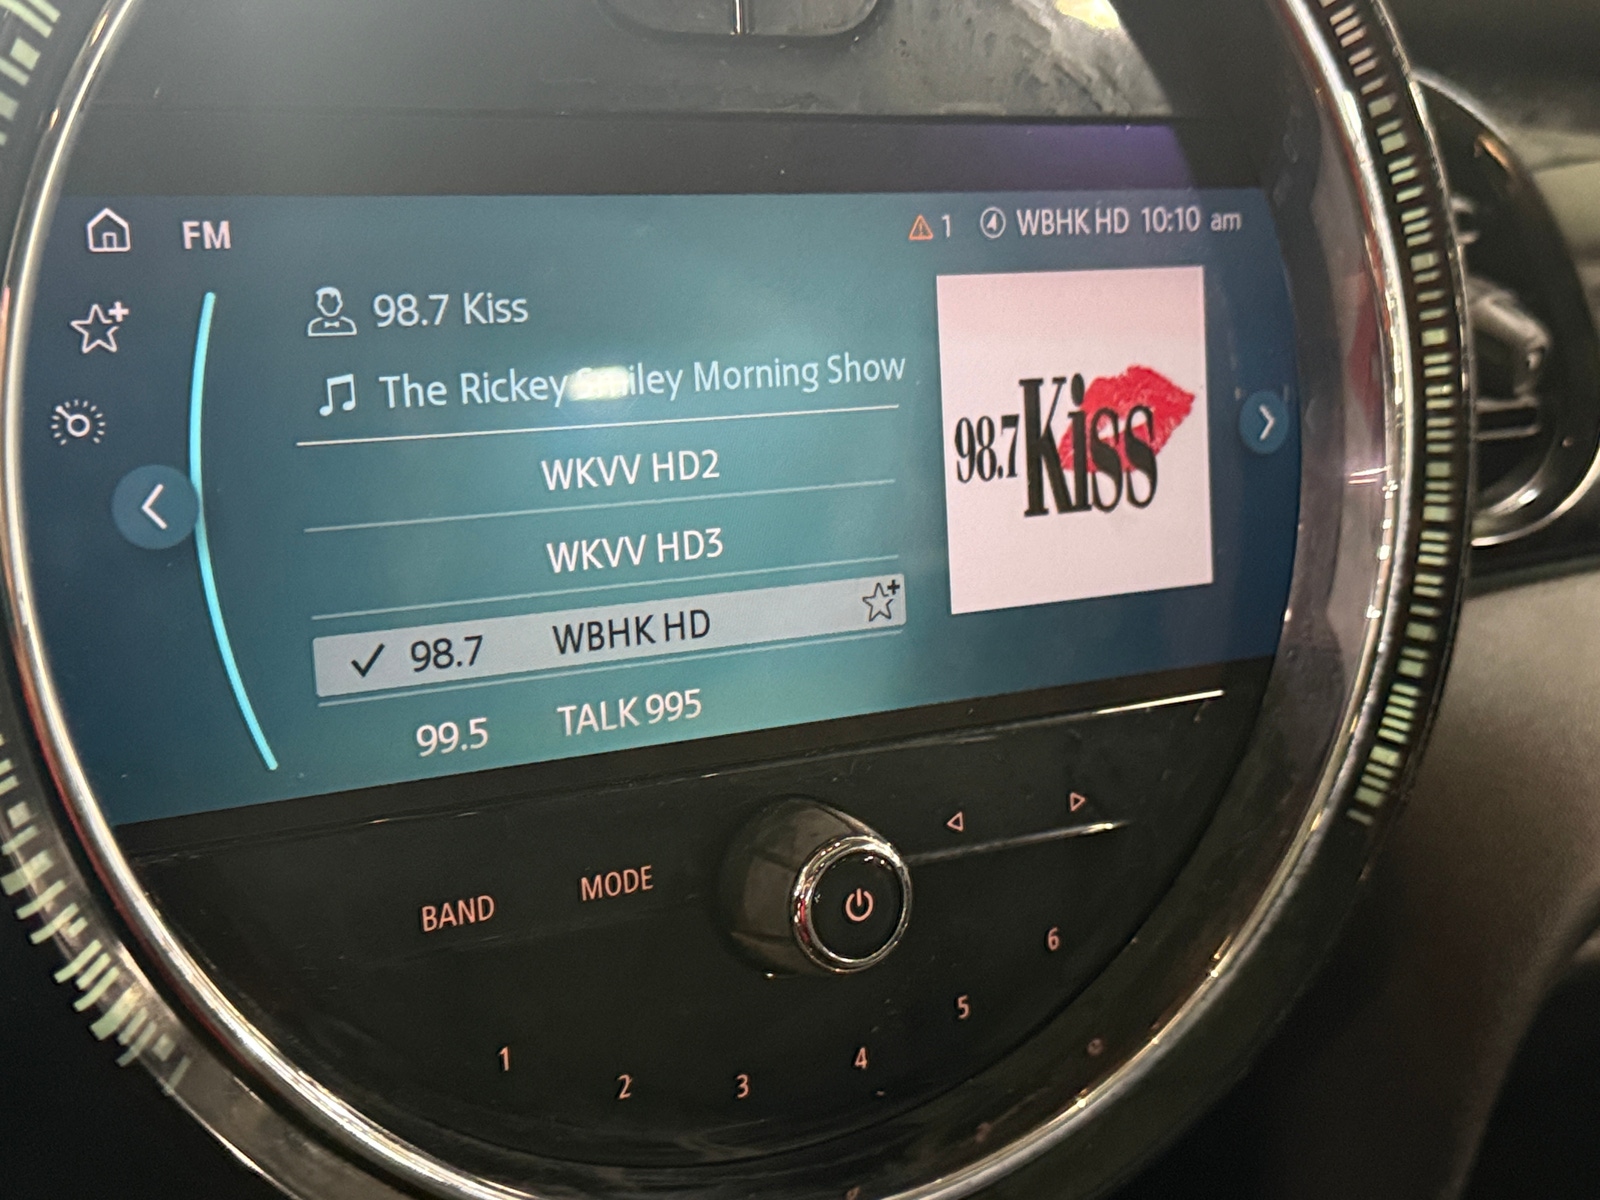 FM
1 WBHK HD 10:10 am
98.7 Kiss
The Rickey Smiley Morning Show
98.7 Kiss
WKVV HD2
WKVV HD3
98.7 WBHK HD
99.5 TALK 995
BAND
MODE
1
2
3
4
5
6